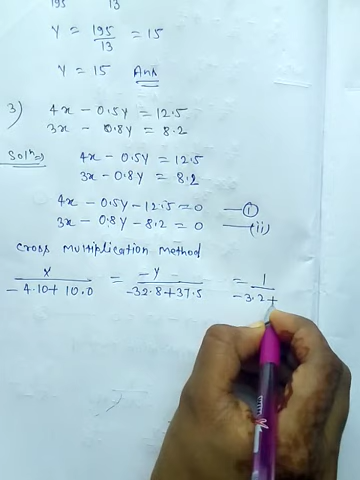 195 13
Y = 195/13 = 15
Y = 15 Ans
3) 4x - 0.5Y = 12.5
3x - 0.8Y = 8.2
Solⁿ⇒ 4x - 0.5Y = 12.5
3x - 0.8Y = 8.2
4x - 0.5Y - 12.5 = 0 —(i)
3x - 0.8Y - 8.2 = 0 —(ii)
Cross multiplication method
x/(-4.10 + 10.0) = -Y/(-32.8 + 37.5) = 1/(-3.2 +